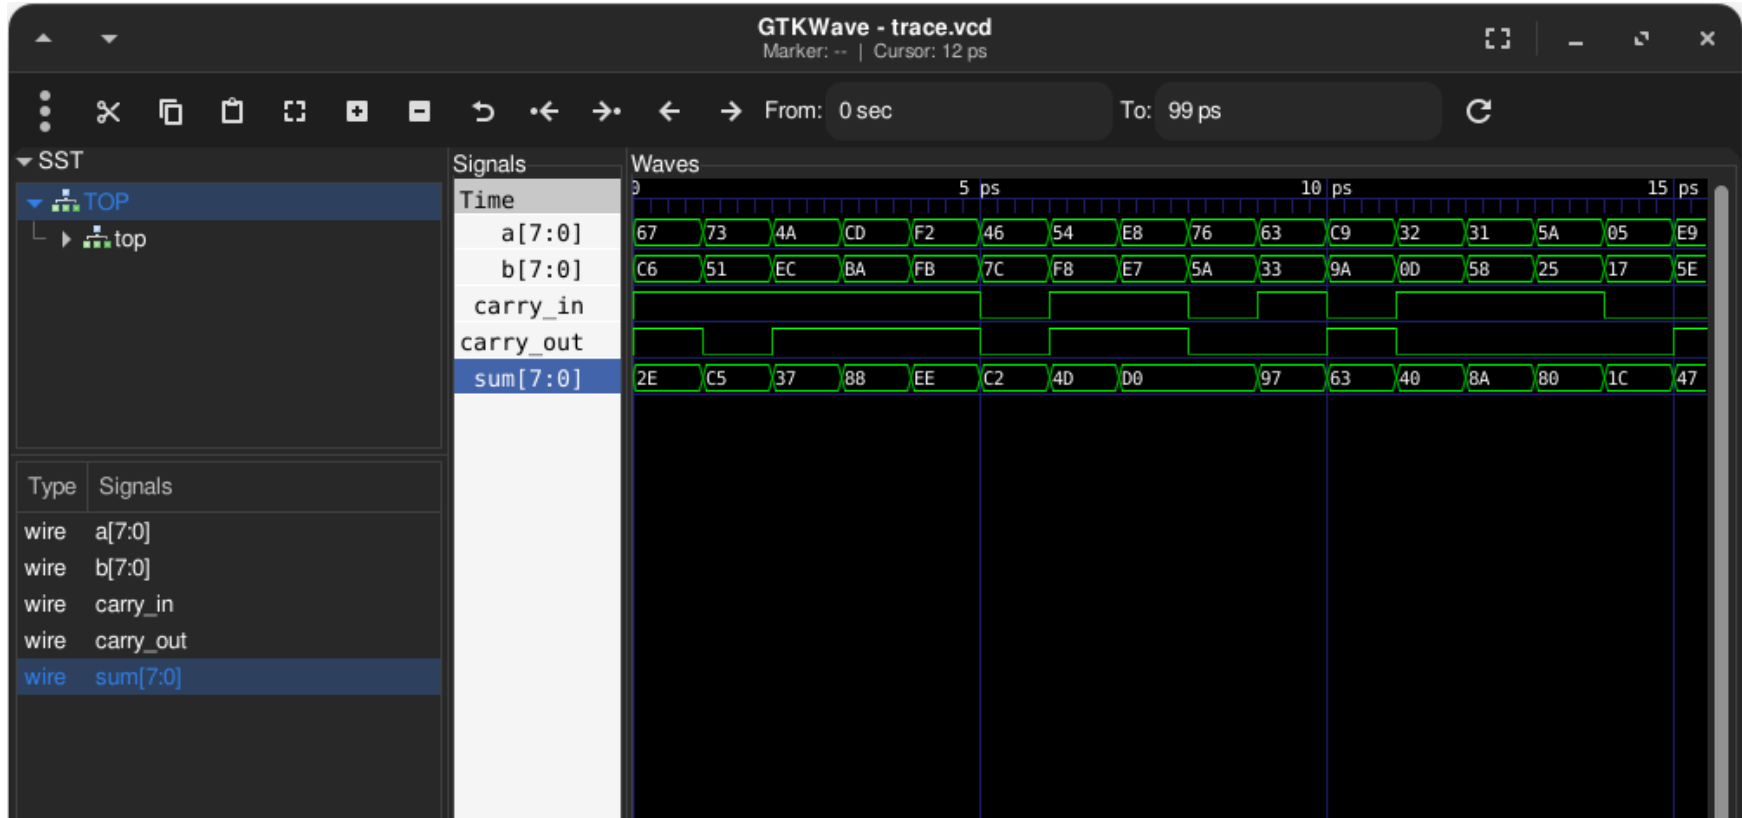 GTKWave - trace.vcd
Marker: -- | Cursor: 12 ps
From: 0 sec To: 99 ps
SST
TOP
top
Type Signals
wire a[7:0]
wire b[7:0]
wire carry_in
wire carry_out
wire sum[7:0]
Signals
Time
a[7:0]
b[7:0]
carry_in
carry_out
sum[7:0]
Waves
0 5 ps 10 ps 15 ps
67 73 4A CD F2 46 54 E8 76 63 C9 32 31 5A 05 E9
C6 51 EC BA FB 7C F8 E7 5A 33 9A 0D 58 25 17 5E
2E C5 37 88 EE C2 4D D0 97 63 40 8A 80 1C 47